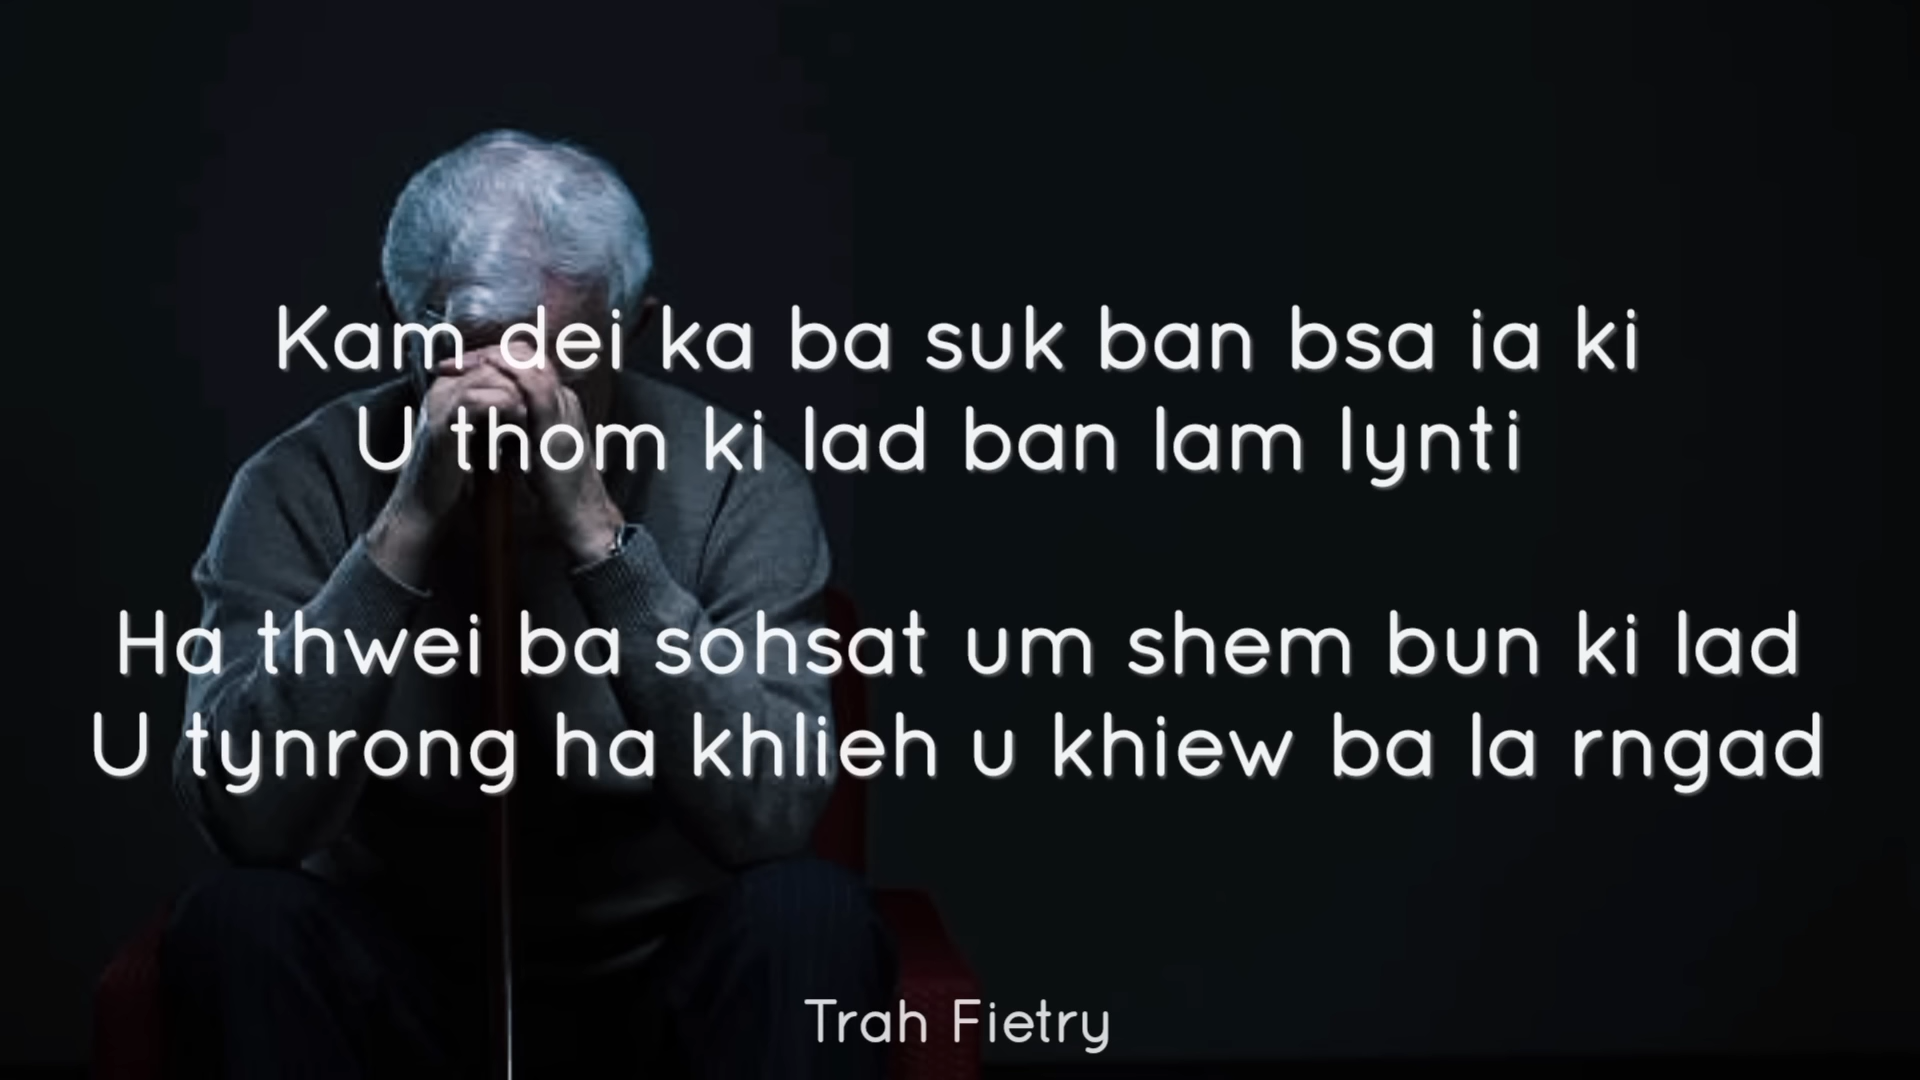 Kam dei ka ba suk ban bsa ia ki
U thom ki lad ban lam lynti
Ha thwei ba sohsat um shem bun ki lad
U tynrong ha khlieh u khiew ba la rngad
Trah Fietry